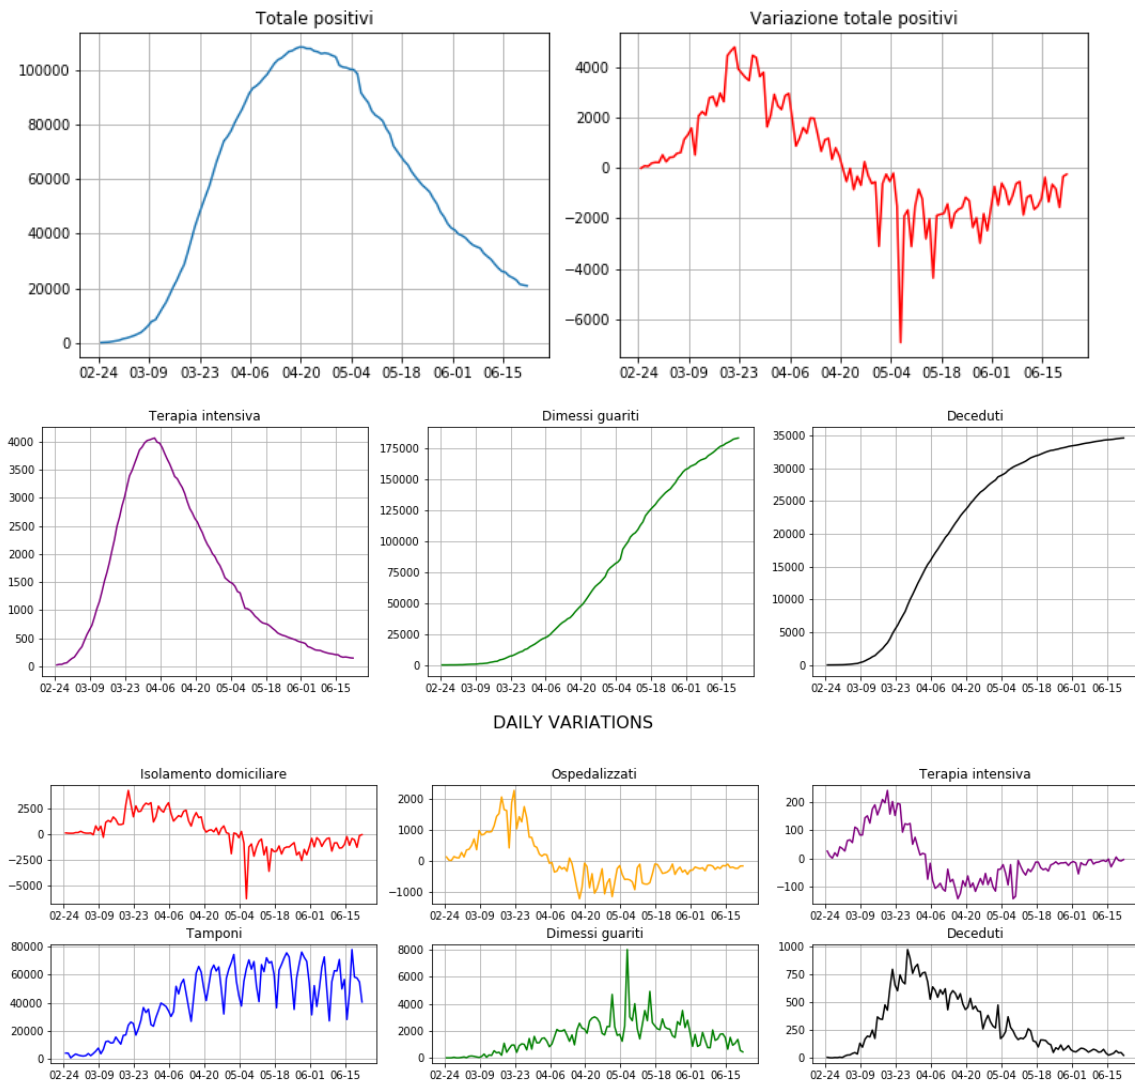 Totale positivi
Variazione totale positivi
100000
80000
60000
40000
20000
0
4000
2000
0
−2000
−4000
−6000
02-24 03-09 03-23 04-06 04-20 05-04 05-18 06-01 06-15
02-24 03-09 03-23 04-06 04-20 05-04 05-18 06-01 06-15
Terapia intensiva
Dimessi guariti
Deceduti
4000
3500
3000
2500
2000
1500
1000
500
0
175000
150000
125000
100000
75000
50000
25000
0
35000
30000
25000
20000
15000
10000
5000
0
02-24 03-09 03-23 04-06 04-20 05-04 05-18 06-01 06-15
02-24 03-09 03-23 04-06 04-20 05-04 05-18 06-01 06-15
02-24 03-09 03-23 04-06 04-20 05-04 05-18 06-01 06-15
DAILY VARIATIONS
Isolamento domiciliare
Ospedalizzati
Terapia intensiva
2500
0
−2500
−5000
2000
1000
0
−1000
200
100
0
−100
02-24 03-09 03-23 04-06 04-20 05-04 05-18 06-01 06-15
02-24 03-09 03-23 04-06 04-20 05-04 05-18 06-01 06-15
02-24 03-09 03-23 04-06 04-20 05-04 05-18 06-01 06-15
Tamponi
Dimessi guariti
Deceduti
80000
60000
40000
20000
0
8000
6000
4000
2000
0
1000
750
500
250
0
02-24 03-09 03-23 04-06 04-20 05-04 05-18 06-01 06-15
02-24 03-09 03-23 04-06 04-20 05-04 05-18 06-01 06-15
02-24 03-09 03-23 04-06 04-20 05-04 05-18 06-01 06-15